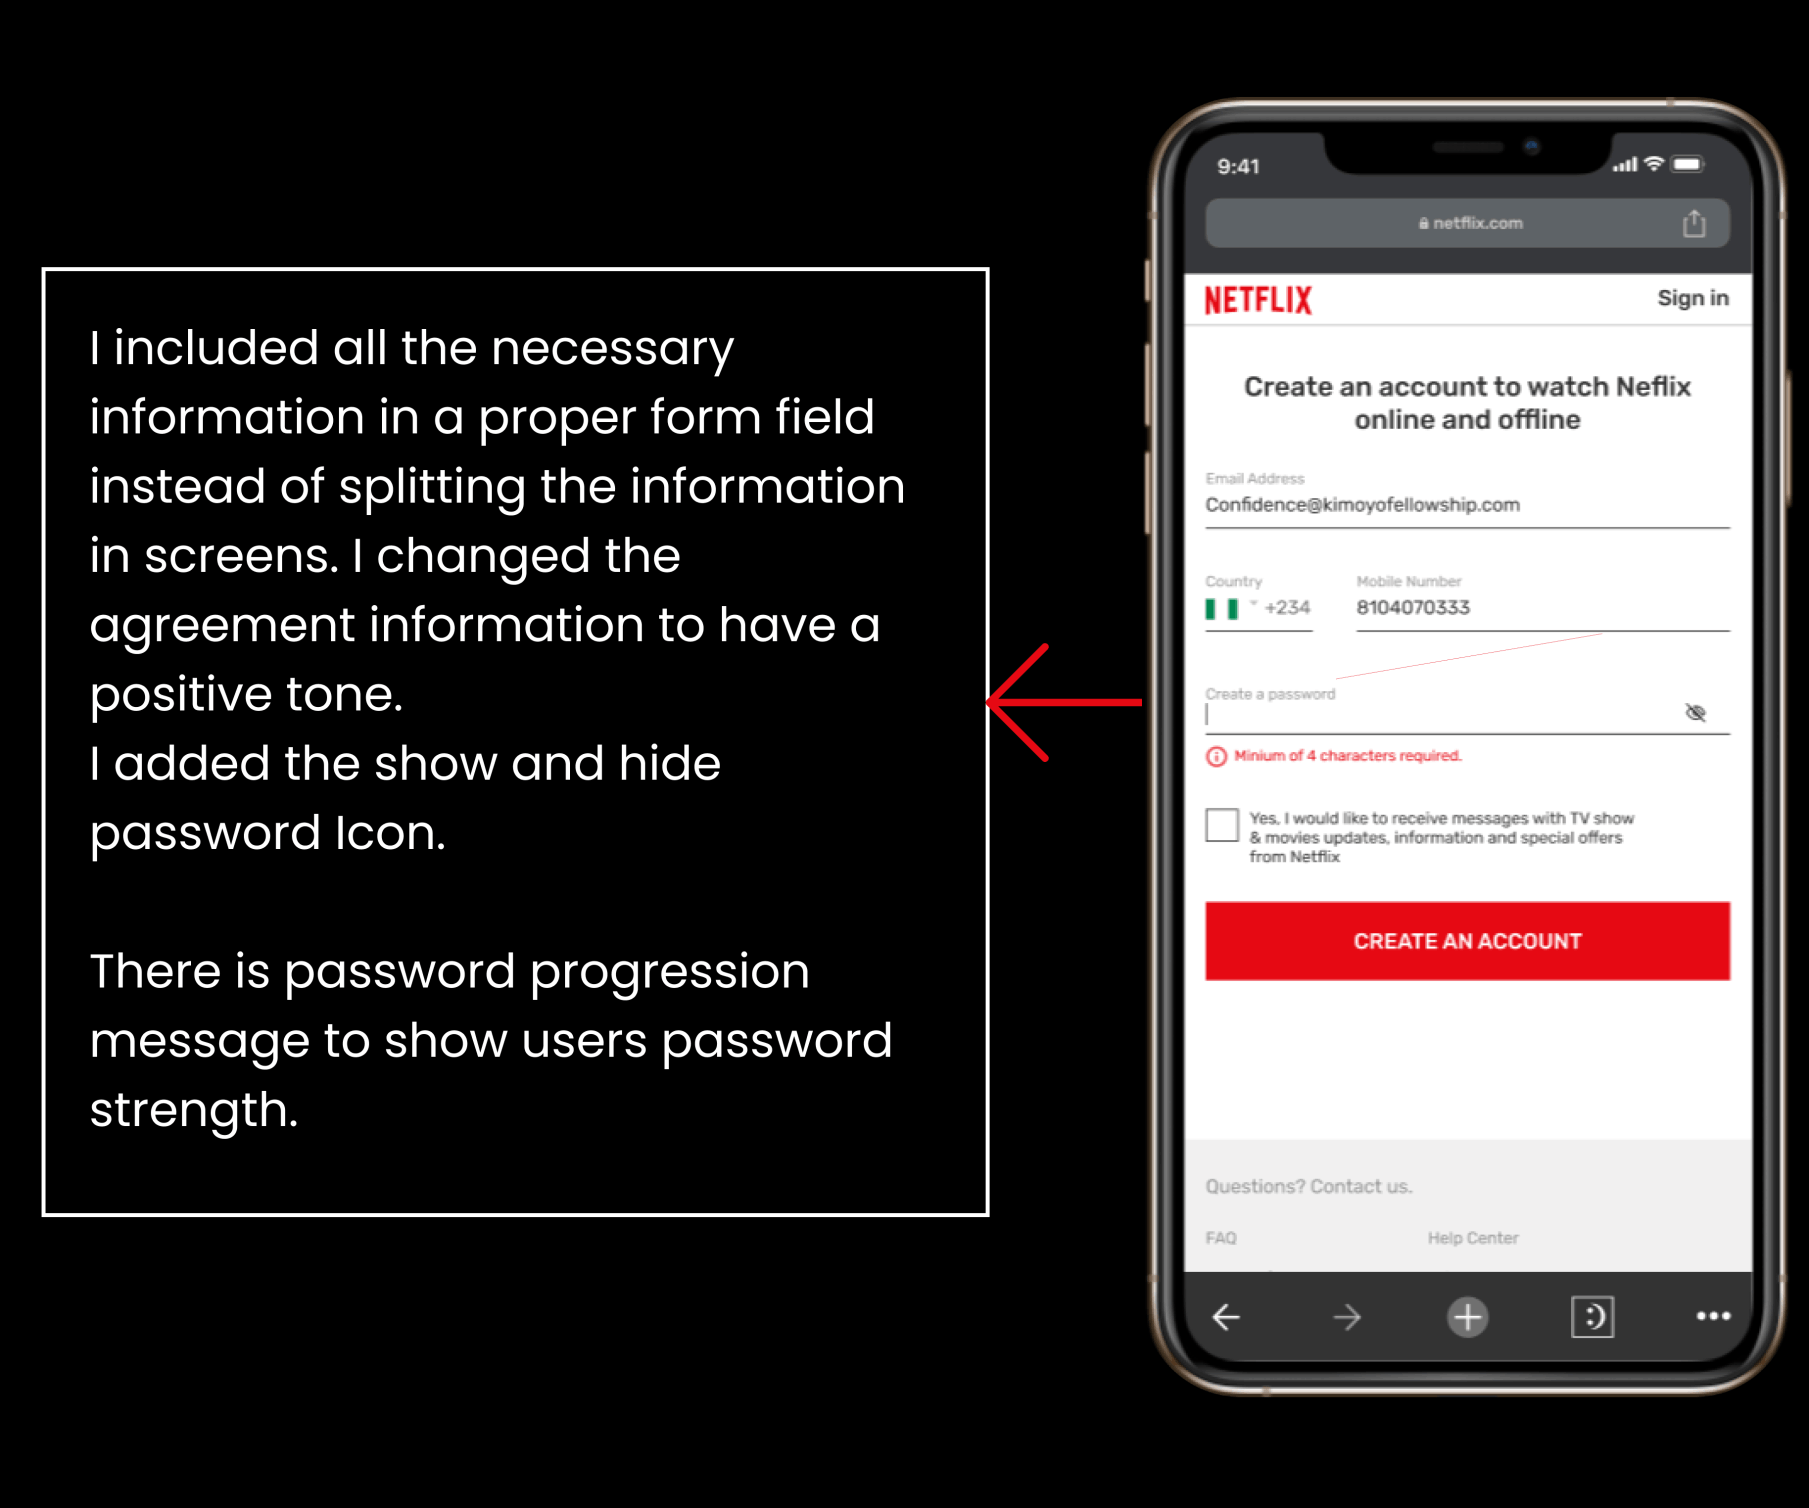 I included all the necessary
information in a proper form field
instead of splitting the information
in screens. I changed the
agreement information to have a
positive tone.
I added the show and hide
password Icon.
There is password progression
message to show users password
strength.
9:41
netflix.com
NETFLIX
Sign in
Create an account to watch Neflix
online and offline
Email Address
Confidence@kimoyofellowship.com
Country
Mobile Number
+234
8104070333
Create a password
Minium of 4 characters required.
Yes, I would like to receive messages with TV show
& movies updates, information and special offers
from Netflix
CREATE AN ACCOUNT
Questions? Contact us.
FAQ
Help Center
:)